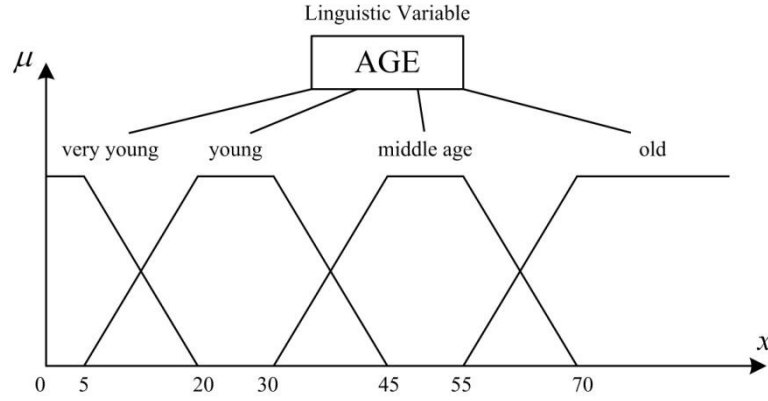 Linguistic Variable
AGE
μ
very young young middle age old
x
0 5 20 30 45 55 70